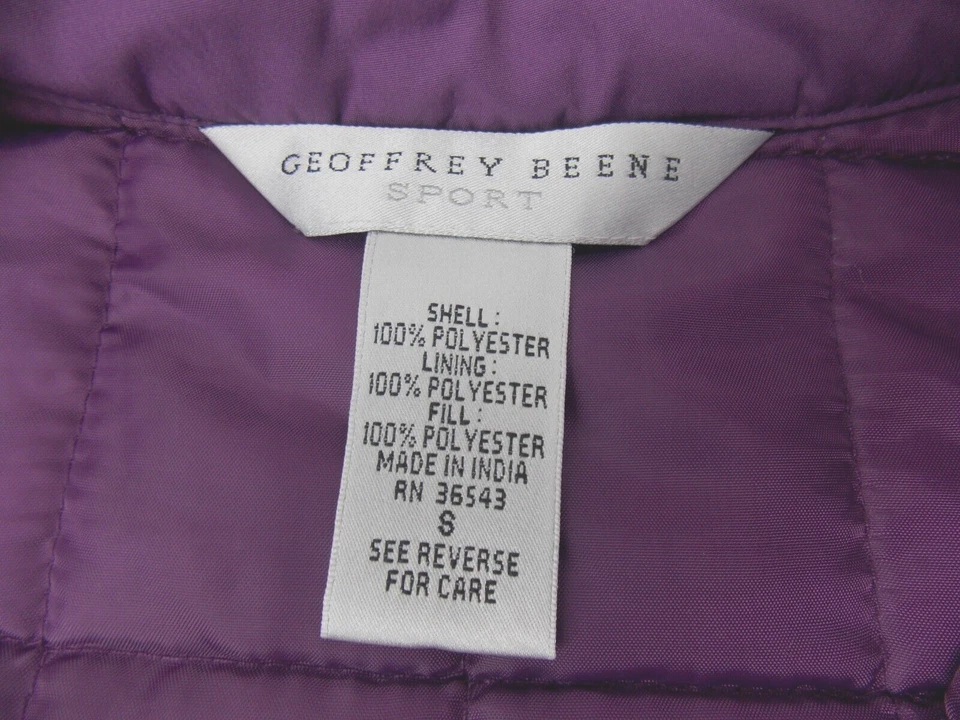 GEOFFREY BEENE
SPORT
SHELL:
100% POLYESTER
LINING:
100% POLYESTER
FILL:
100% POLYESTER
MADE IN INDIA
RN 36543
S
SEE REVERSE
FOR CARE